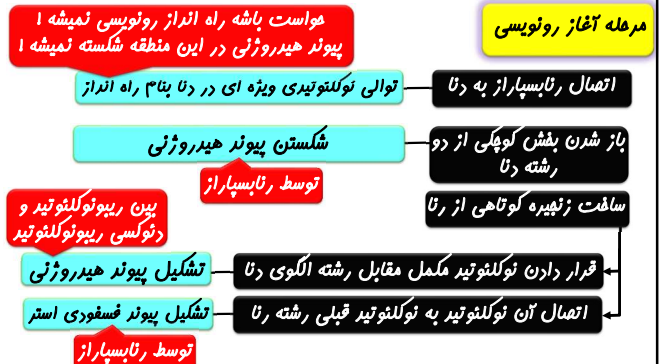 مرحله آغاز رونویسی
حواست باشه راه انداز رونویسی نمیشه !
پیوند هیدروژنی در این منطقه شکسته نمیشه !
اتصال رنابسپاراز به دنا
توالی نوکلئوتیدی ویژه ای در دنا بنام راه انداز
باز شدن بخش کوچکی از دو
رشته دنا
شکستن پیوند هیدروژنی
توسط رنابسپاراز
ساخت زنجیره کوتاهی از رنا
بین ریبونوکلئوتید و
دئوکسی ریبونوکلئوتید
قرار دادن نوکلئوتید مکمل مقابل رشته الگوی دنا
تشکیل پیوند هیدروژنی
اتصال آن نوکلئوتید به نوکلئوتید قبلی رشته رنا
تشکیل پیوند فسفودی استر
توسط رنابسپاراز